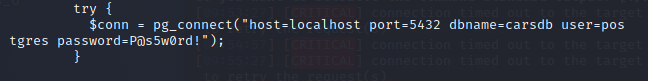 try {
$conn = pg_connect("host=localhost port=5432 dbname=carsdb user=pos
tgres password=P@s5w0rd!");
}